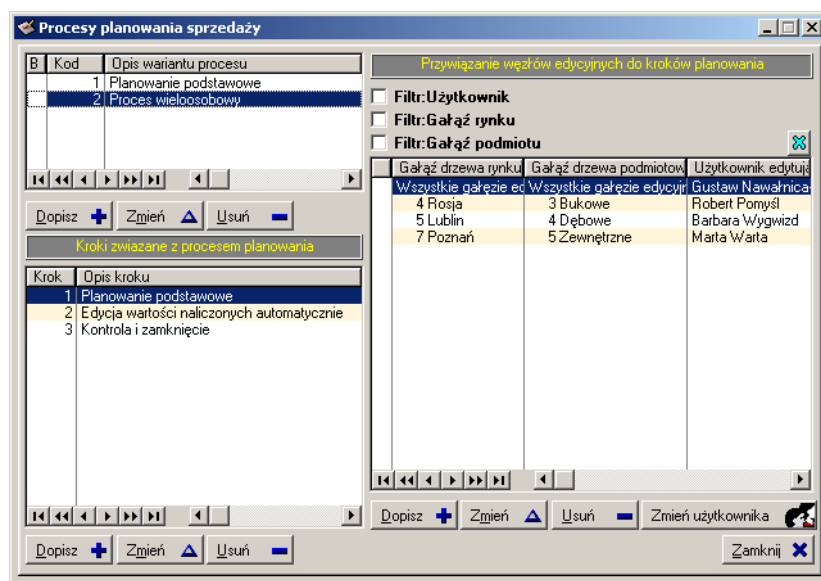 Procesy planowania sprzedaży
B Kod Opis wariantu procesu
1 Planowanie podstawowe
2 Proces wieloosobowy
Dopisz Zmień Usuń
Kroki zwiazane z procesem planowania
Krok Opis kroku
1 Planowanie podstawowe
2 Edycja wartości naliczonych automatycznie
3 Kontrola i zamknięcie
Dopisz Zmień Usuń
Przywiązanie węzłów edycyjnych do kroków planowania
Filtr:Użytkownik
Filtr:Gałąź rynku
Filtr:Gałąź podmiotu
Gałąź drzewa rynku Gałąź drzewa podmiotow Użytkownik edytują
Wszystkie gałęzie ed Wszystkie gałęzie edycyjn Gustaw Nawałnica
4 Rosja 3 Bukowe Robert Pomyśl
5 Lublin 4 Dębowe Barbara Wygwizd
7 Poznań 5 Zewnętrzne Marta Warta
Dopisz Zmień Usuń Zmień użytkownika
Zamknij